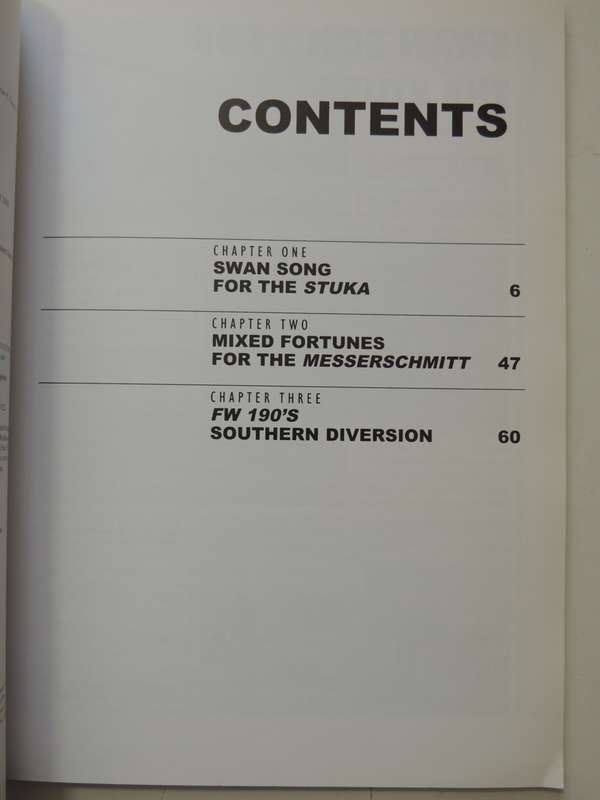 CONTENTS
CHAPTER ONE
SWAN SONG
FOR THE STUKA 6
CHAPTER TWO
MIXED FORTUNES
FOR THE MESSERSCHMITT 47
CHAPTER THREE
FW 190'S
SOUTHERN DIVERSION 60